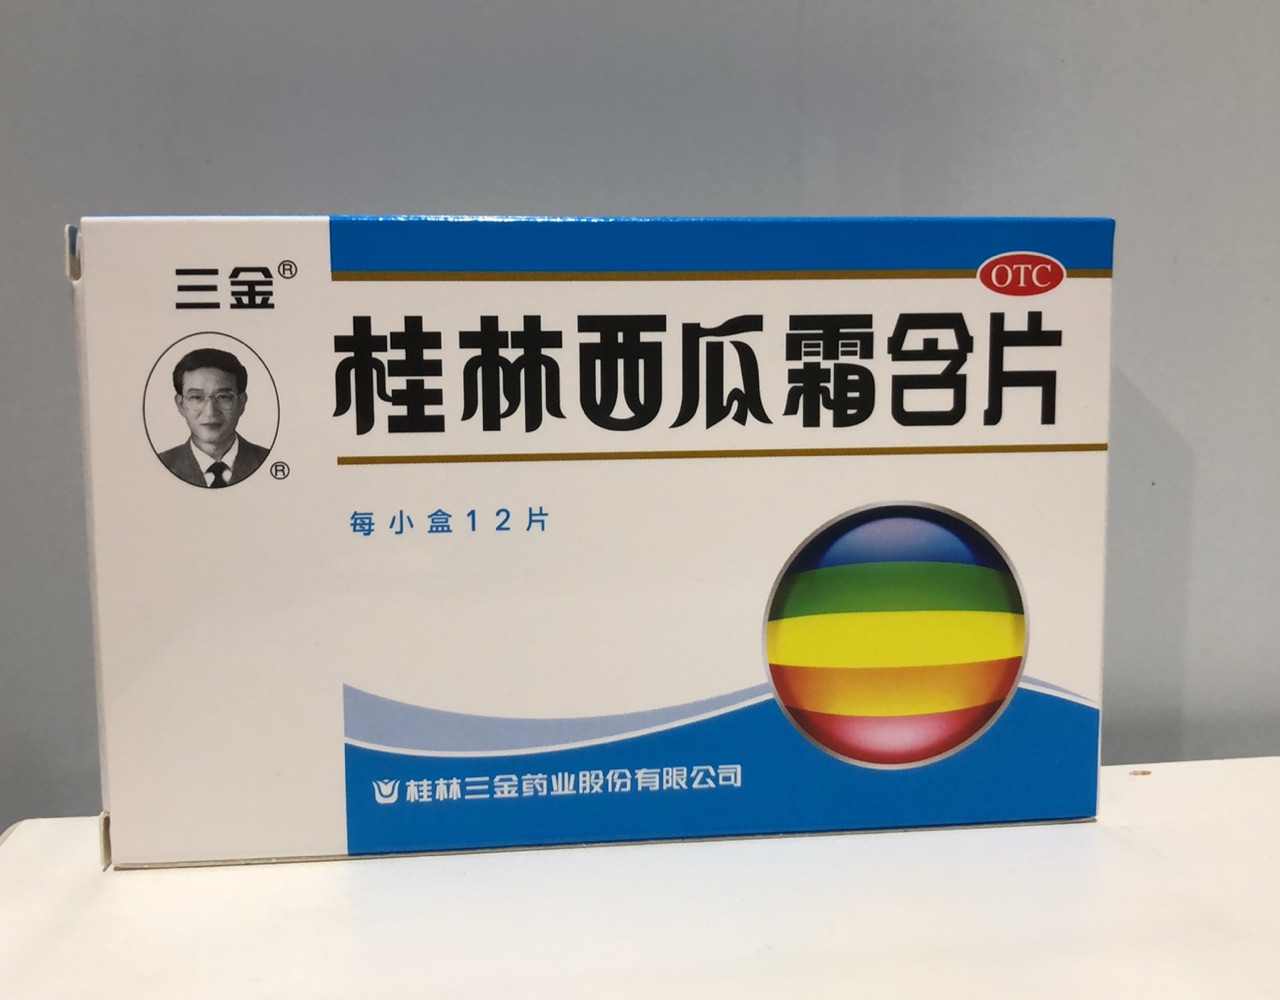 三金®
®
OTC
桂林西瓜霜含片
每小盒12片
桂林三金药业股份有限公司